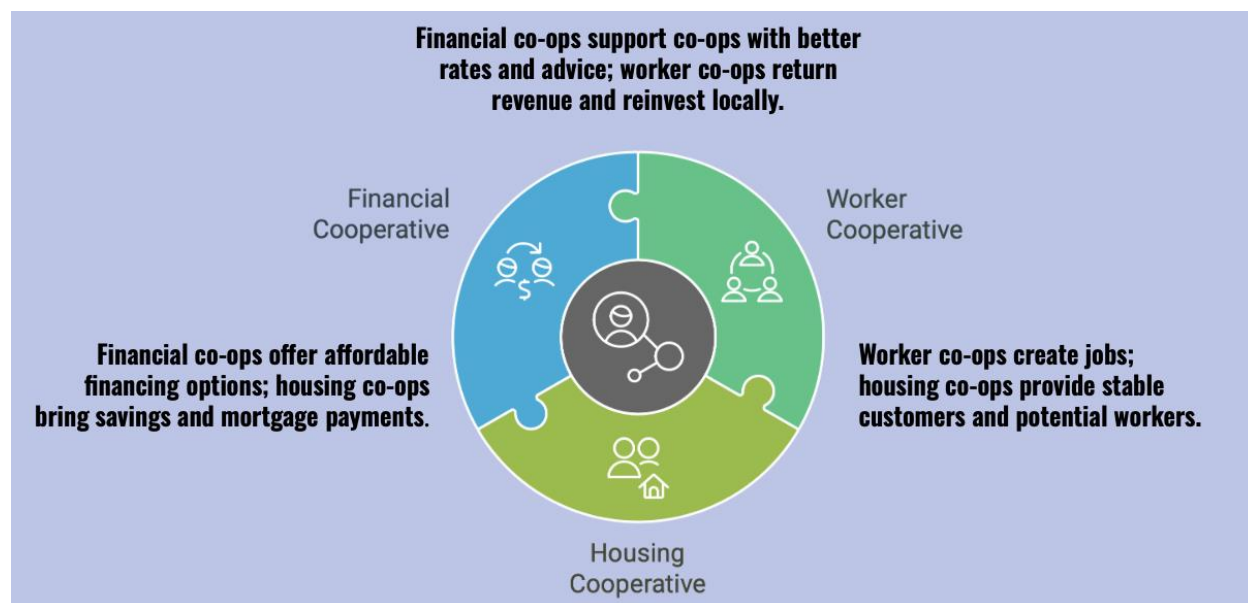 Financial co-ops support co-ops with better
rates and advice; worker co-ops return
revenue and reinvest locally.
Financial
Cooperative
Worker
Cooperative
$
Financial co-ops offer affordable
financing options; housing co-ops
bring savings and mortgage payments.
Worker co-ops create jobs;
housing co-ops provide stable
customers and potential workers.
Housing
Cooperative